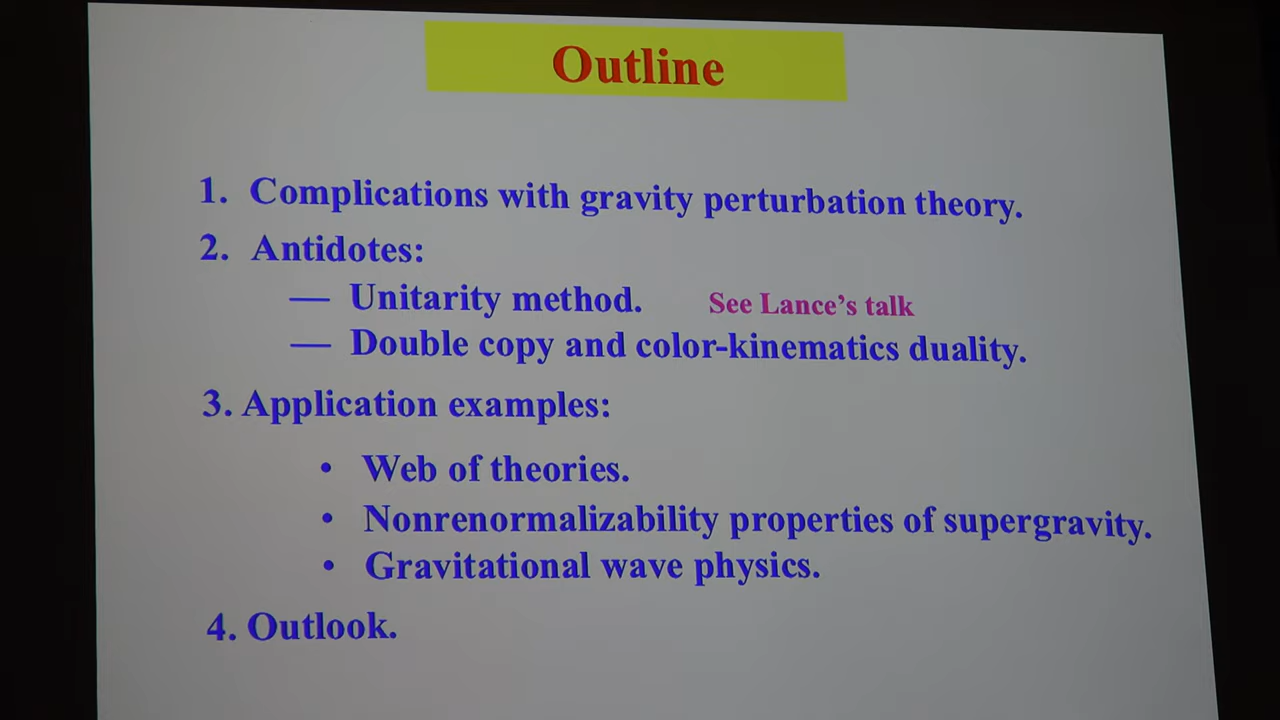 Outline
1. Complications with gravity perturbation theory.
2. Antidotes:
— Unitarity method. See Lance's talk
— Double copy and color-kinematics duality.
3. Application examples:
• Web of theories.
• Nonrenormalizability properties of supergravity.
• Gravitational wave physics.
4. Outlook.